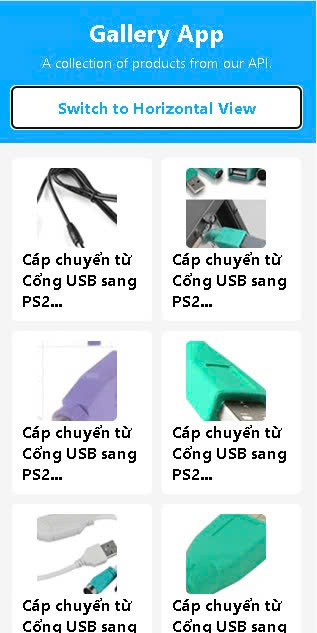 Gallery App
A collection of products from our API.
Switch to Horizontal View
Cáp chuyển từ
Cổng USB sang
PS2...
Cáp chuyển từ
Cổng USB sang
PS2...
Cáp chuyển từ
Cổng USB sang
PS2...
Cáp chuyển từ
Cổng USB sang
PS2...
Cáp chuyển từ
Cổng USB sang
Cáp chuyển từ
Cổng USB sang